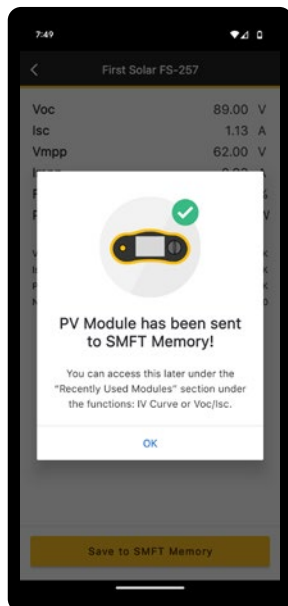 7:49
First Solar FS-257
Voc 89.00 V
Isc 1.13 A
Vmpp 62.00 V
PV Module has been sent
to SMFT Memory!
You can access this later under the
"Recently Used Modules" section under
the functions: IV Curve or Voc/Isc.
OK
Save to SMFT Memory